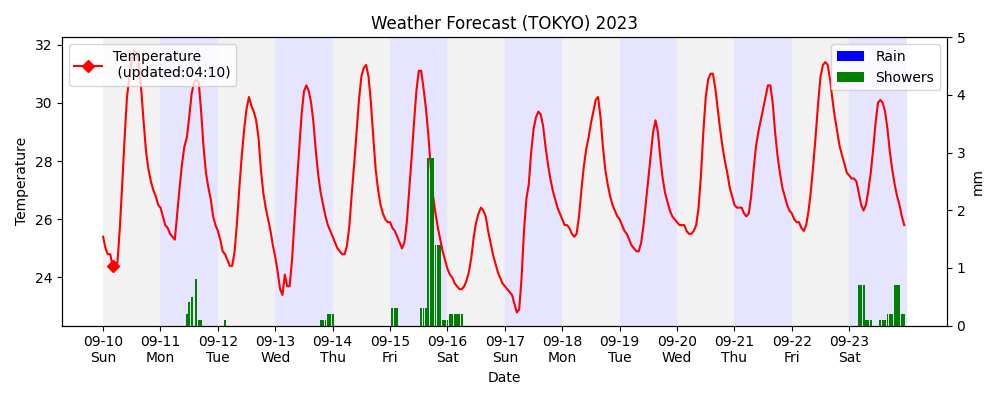 Weather Forecast (TOKYO) 2023
Temperature
(updated:04:10)
Rain
Showers
Temperature
32
30
28
26
24
5
4
3
2
1
0
mm
09-10 09-11 09-12 09-13 09-14 09-15 09-16 09-17 09-18 09-19 09-20 09-21 09-22 09-23
Sun Mon Tue Wed Thu Fri Sat Sun Mon Tue Wed Thu Fri Sat
Date